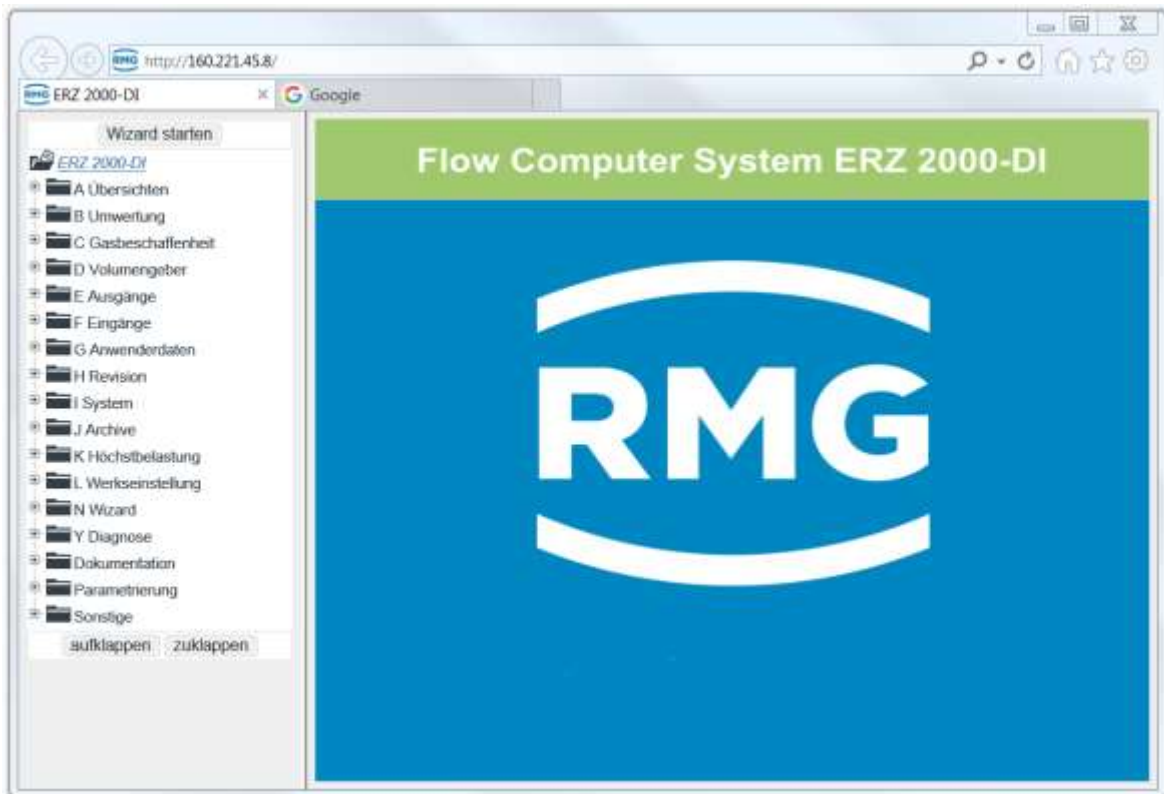 RMG http://160.221.45.8/
RMG ERZ 2000-DI × G Google
Wizard starten
ERZ 2000-DI
A Übersichten
B Umwertung
C Gasbeschaffenheit
D Volumengeber
E Ausgänge
F Eingänge
G Anwenderdaten
H Revision
I System
J Archive
K Höchstbelastung
L Werkseinstellung
N Wizard
Y Diagnose
Dokumentation
Parametrierung
Sonstige
aufklappen zuklappen
Flow Computer System ERZ 2000-DI
RMG